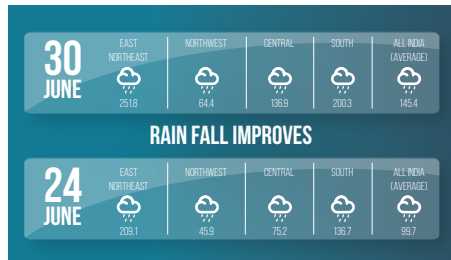 30
JUNE
EAST
NORTHEAST
251.8
NORTHWEST
64.4
CENTRAL
136.9
SOUTH
200.3
ALL INDIA
(AVERAGE)
145.4
RAIN FALL IMPROVES
24
JUNE
EAST
NORTHEAST
209.1
NORTHWEST
45.9
CENTRAL
75.2
SOUTH
136.7
ALL INDIA
(AVERAGE)
99.7